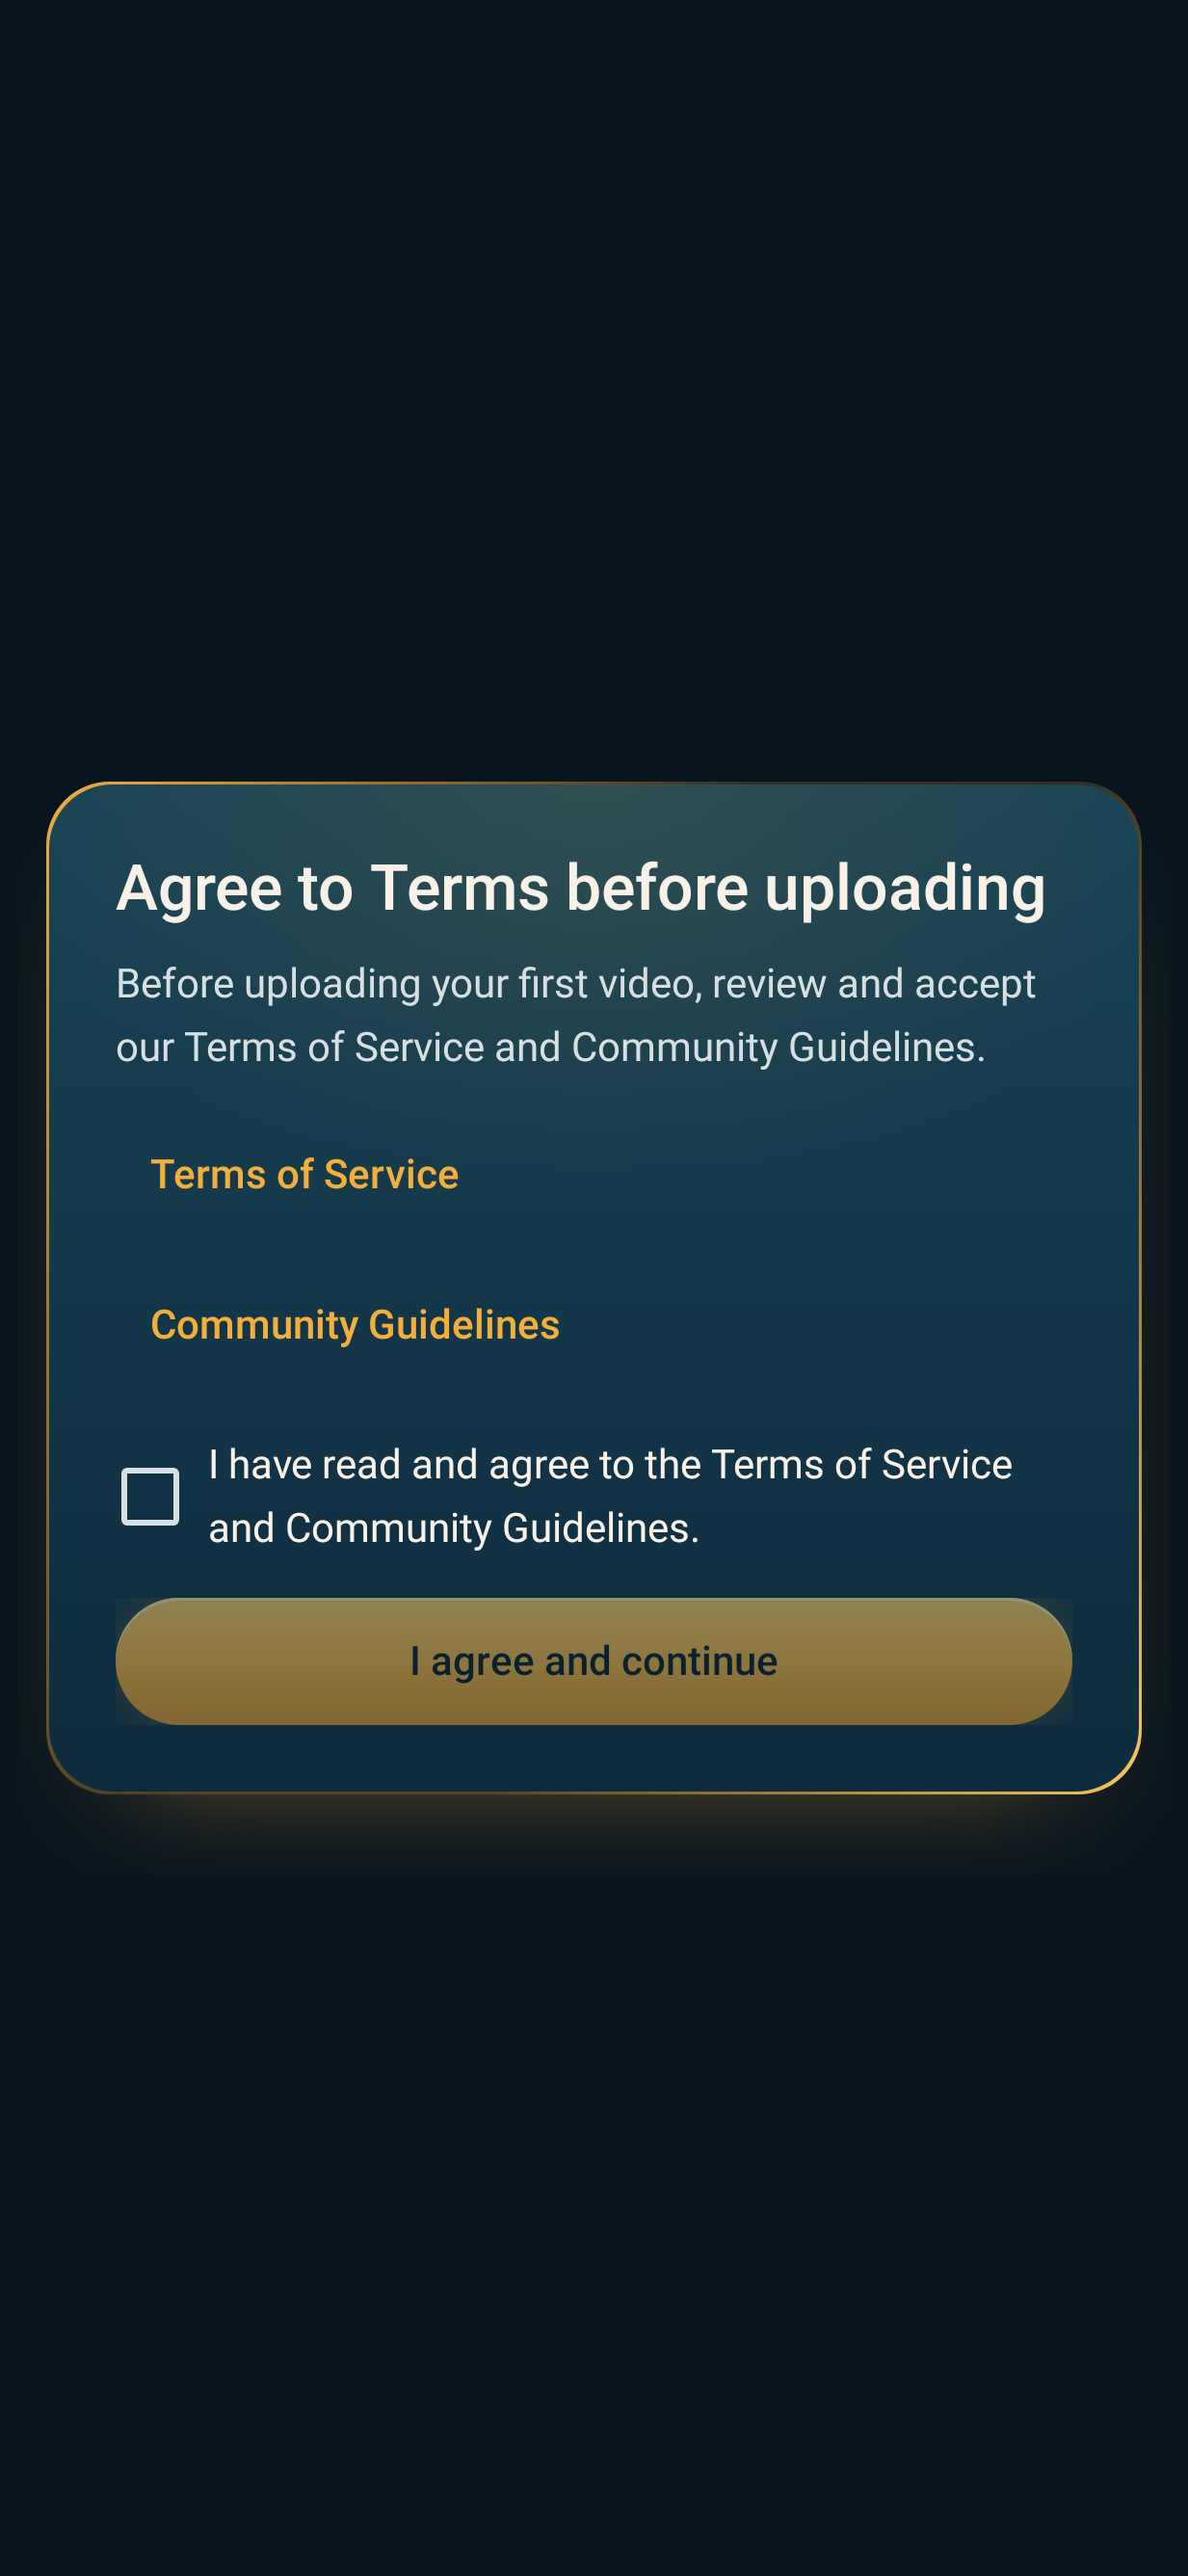 Agree to Terms before uploading
Before uploading your first video, review and accept
our Terms of Service and Community Guidelines.
Terms of Service
Community Guidelines
I have read and agree to the Terms of Service
and Community Guidelines.
I agree and continue